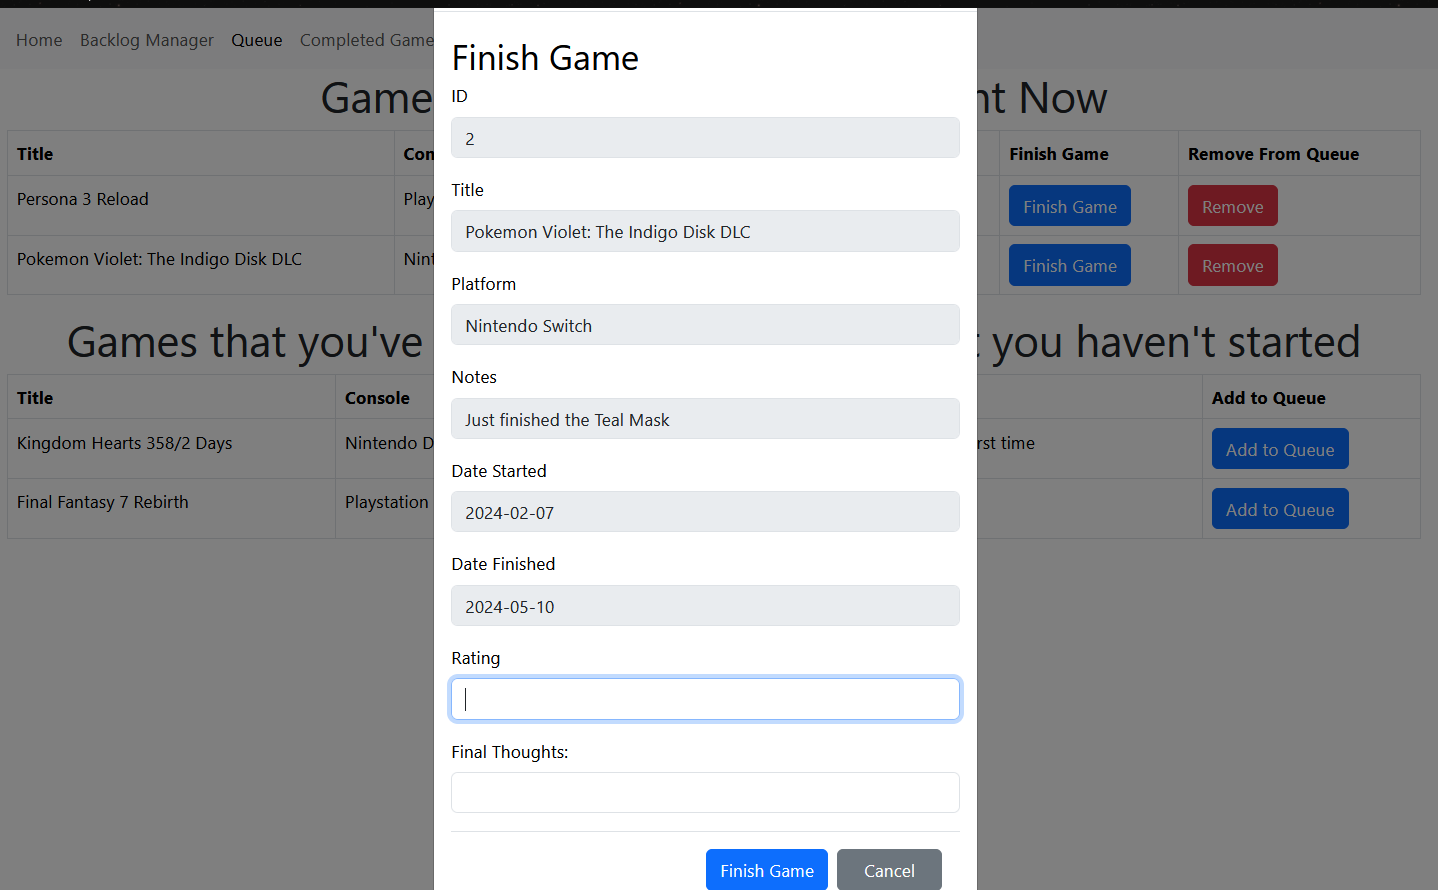 Home Backlog Manager Queue Completed Game
Game nt Now
Title Con Finish Game Remove From Queue
Persona 3 Reload Play Finish Game Remove
Pokemon Violet: The Indigo Disk DLC Nint Finish Game Remove
Games that you've you haven't started
Title Console Add to Queue
Kingdom Hearts 358/2 Days Nintendo D rst time Add to Queue
Final Fantasy 7 Rebirth Playstation Add to Queue
Finish Game
ID
2
Title
Pokemon Violet: The Indigo Disk DLC
Platform
Nintendo Switch
Notes
Just finished the Teal Mask
Date Started
2024-02-07
Date Finished
2024-05-10
Rating
Final Thoughts:
Finish Game Cancel